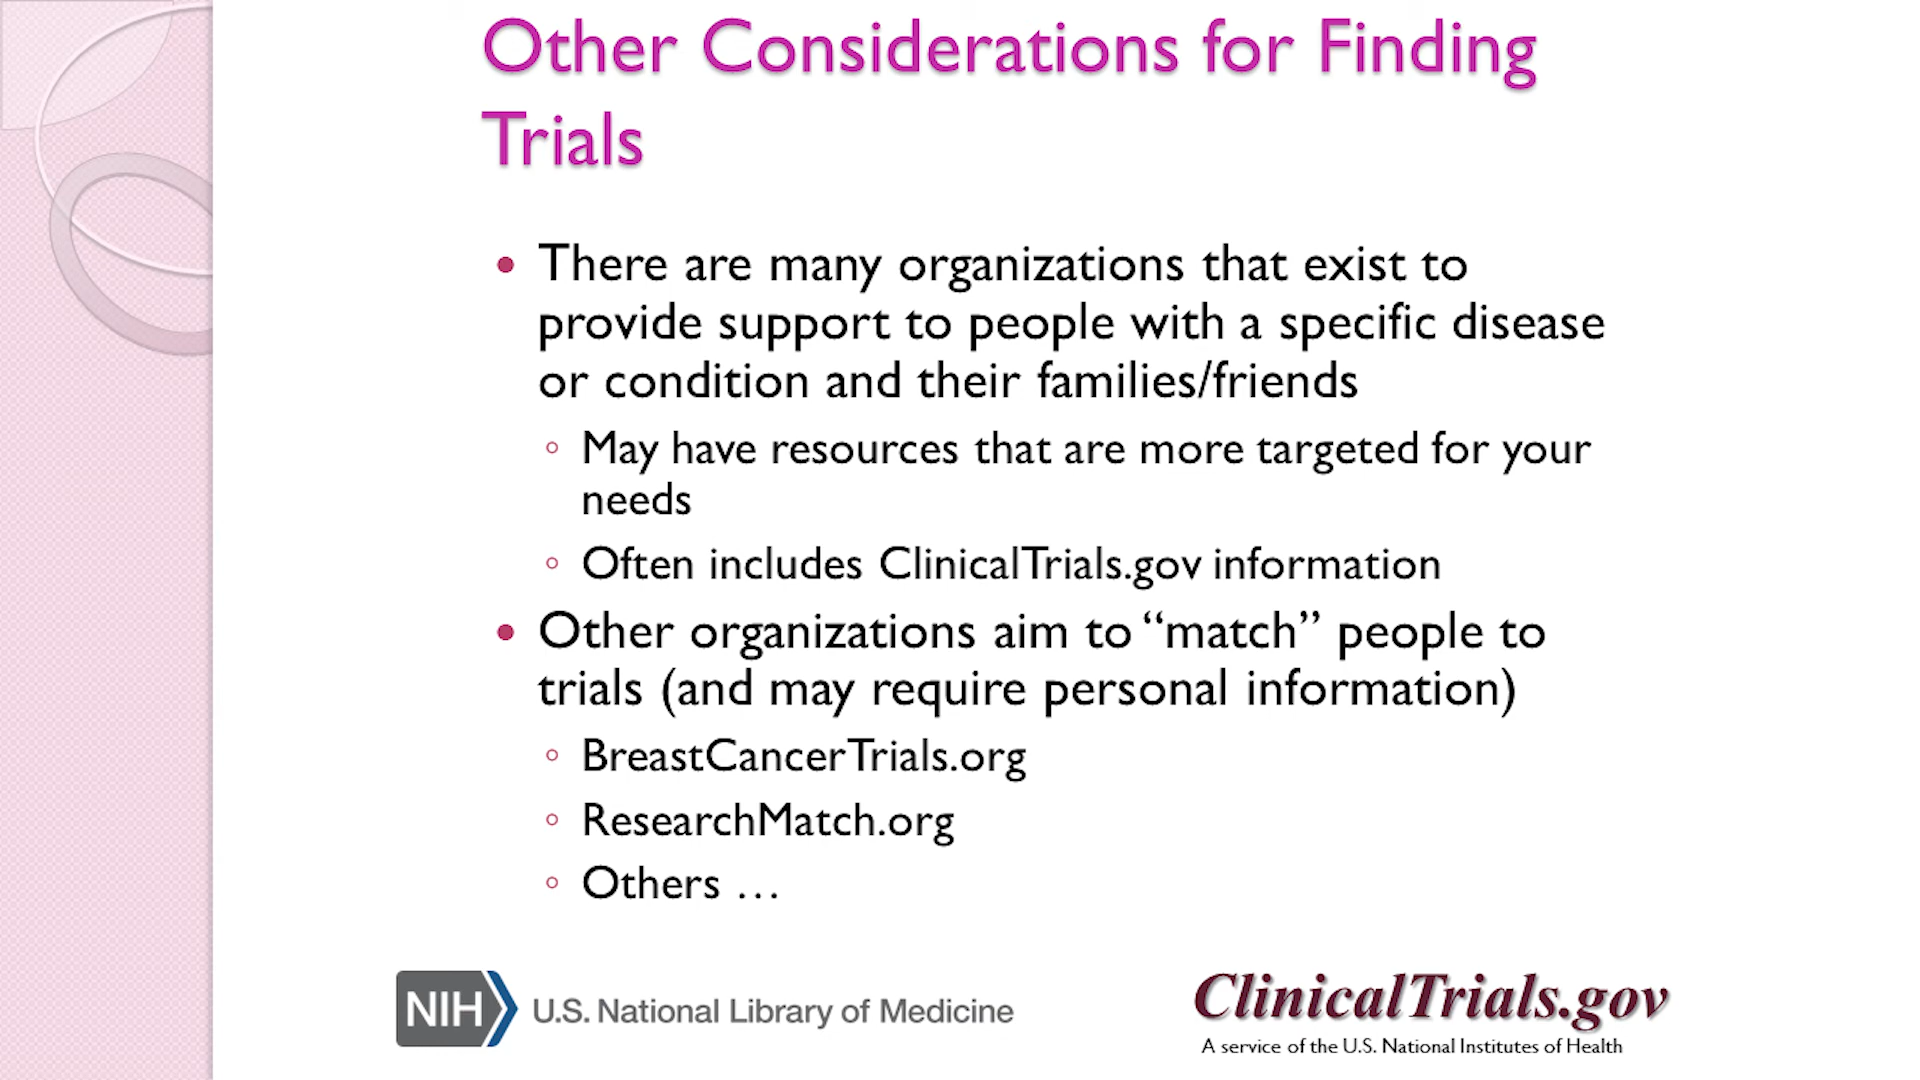 Other Considerations for Finding
Trials
• There are many organizations that exist to
provide support to people with a specific disease
or condition and their families/friends
◦ May have resources that are more targeted for your
needs
◦ Often includes ClinicalTrials.gov information
• Other organizations aim to “match” people to
trials (and may require personal information)
◦ BreastCancerTrials.org
◦ ResearchMatch.org
◦ Others …
NIH U.S. National Library of Medicine
ClinicalTrials.gov
A service of the U.S. National Institutes of Health